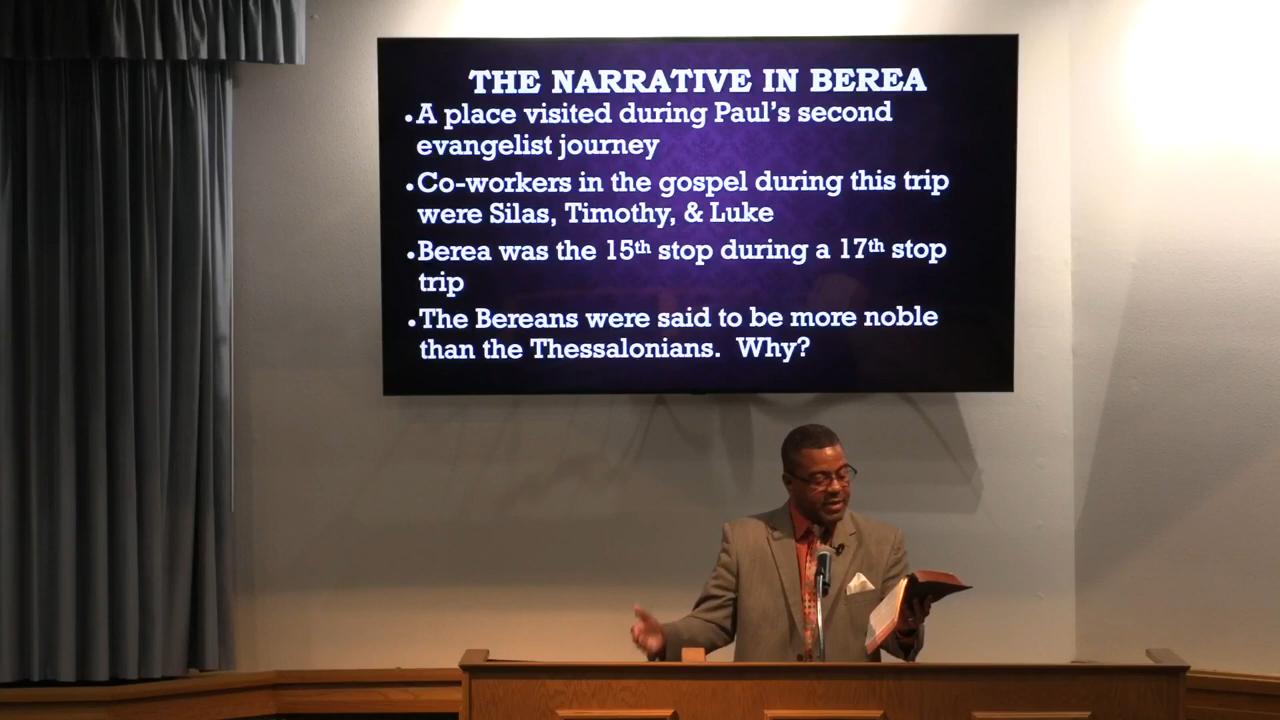 THE NARRATIVE IN BEREA
•A place visited during Paul's second
evangelist journey
•Co-workers in the gospel during this trip
were Silas, Timothy, & Luke
•Berea was the 15th stop during a 17th stop
trip
•The Bereans were said to be more noble
than the Thessalonians.  Why?